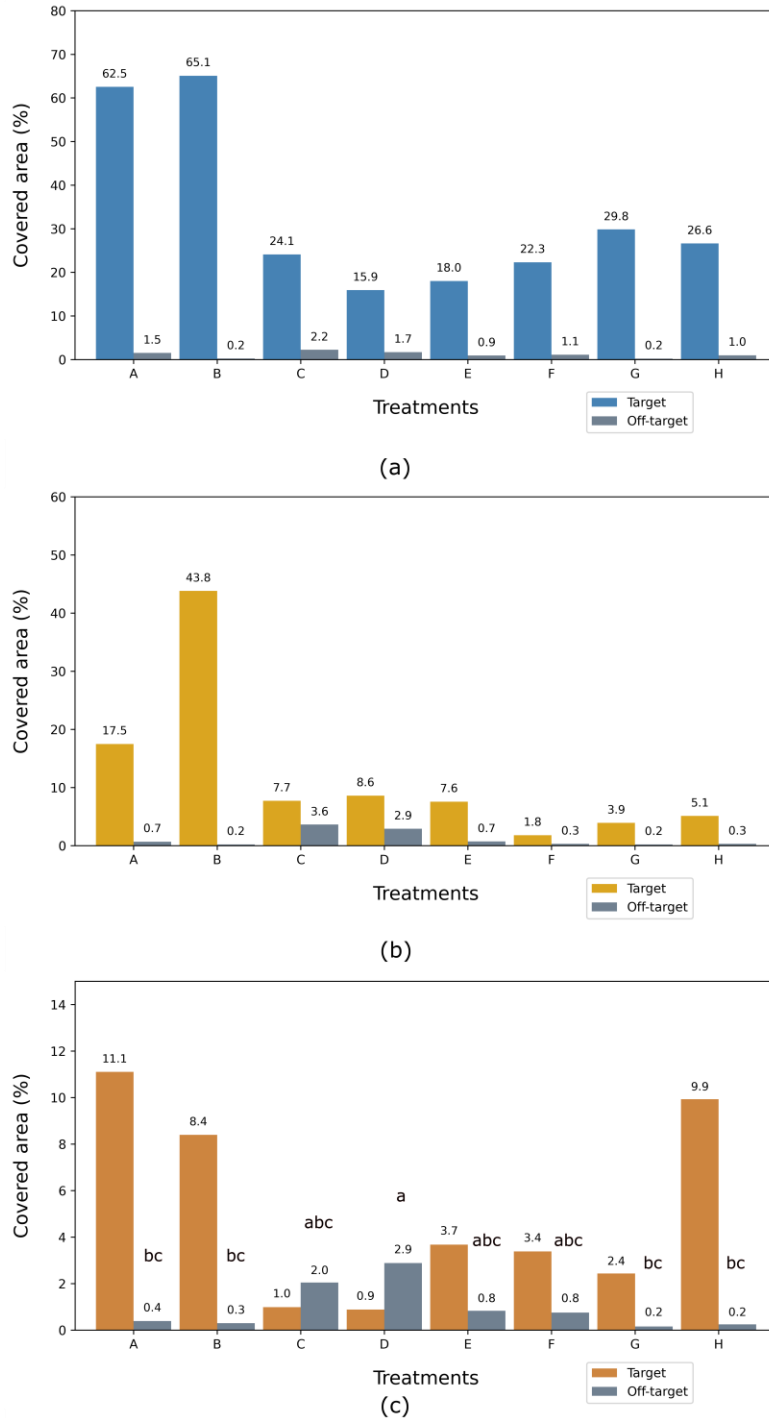 80
70
60
50
40
30
20
10
0
Covered area (%)
62.5
1.5
65.1
0.2
24.1
2.2
15.9
1.7
18.0
0.9
22.3
1.1
29.8
0.2
26.6
1.0
A B C D E F G H
Treatments
Target
Off-target
(a)
60
50
40
30
20
10
0
Covered area (%)
17.5
0.7
43.8
0.2
7.7
3.6
8.6
2.9
7.6
0.7
1.8
0.3
3.9
0.2
5.1
0.3
A B C D E F G H
Treatments
Target
Off-target
(b)
14
12
10
8
6
4
2
0
Covered area (%)
11.1
bc
0.4
8.4
bc
0.3
1.0
abc
2.0
0.9
a
2.9
3.7
abc
0.8
3.4
abc
0.8
2.4
bc
0.2
9.9
bc
0.2
A B C D E F G H
Treatments
Target
Off-target
(c)